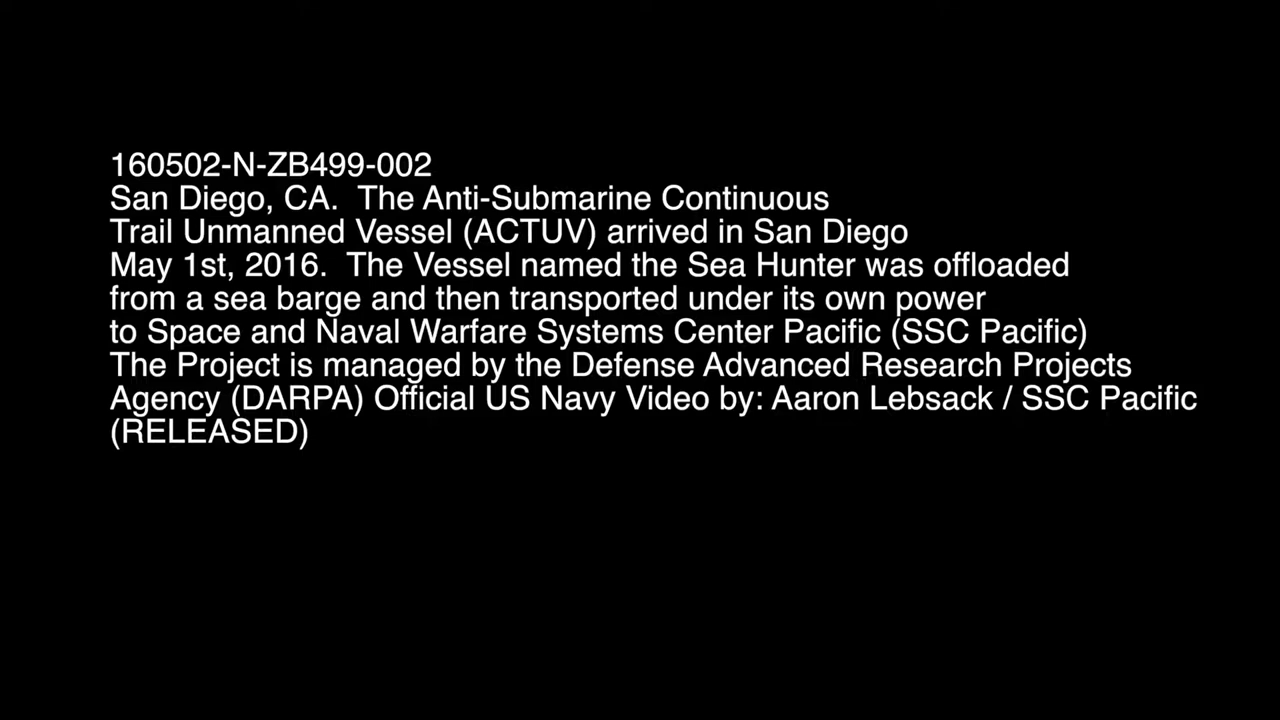 160502-N-ZB499-002
San Diego, CA.  The Anti-Submarine Continuous
Trail Unmanned Vessel (ACTUV) arrived in San Diego
May 1st, 2016.  The Vessel named the Sea Hunter was offloaded
from a sea barge and then transported under its own power
to Space and Naval Warfare Systems Center Pacific (SSC Pacific)
The Project is managed by the Defense Advanced Research Projects
Agency (DARPA) Official US Navy Video by: Aaron Lebsack / SSC Pacific
(RELEASED)